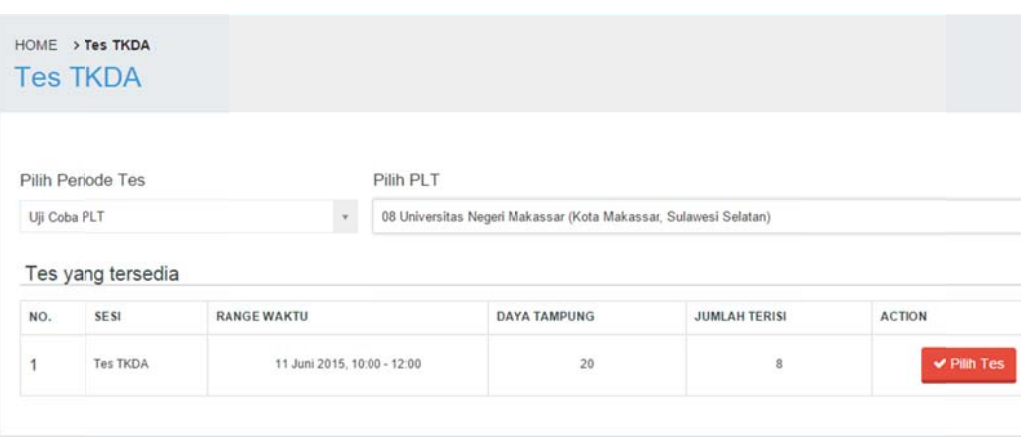 HOME > Tes TKDA
Tes TKDA
Pilih Periode Tes Pilih PLT
Uji Coba PLT 08 Universitas Negeri Makassar (Kota Makassar, Sulawesi Selatan)
Tes yang tersedia
NO. SESI RANGE WAKTU DAYA TAMPUNG JUMLAH TERISI ACTION
1 Tes TKDA 11 Juni 2015, 10:00 - 12:00 20 8 Pilih Tes